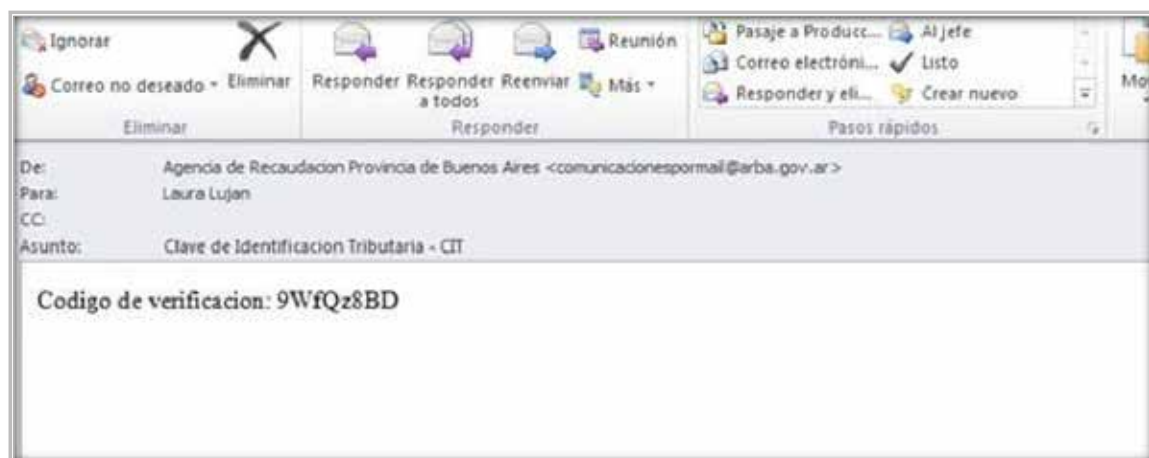 Ignorar
Correo no deseado
Eliminar
Eliminar
Responder
Responder a todos
Reenviar
Reunión
Más
Responder
Pasaje a Producc...
Correo electróni...
Responder y eli...
Al jefe
Listo
Crear nuevo
Pasos rápidos
De: Agencia de Recaudacion Provincia de Buenos Aires <comunicacionespormail@arba.gov.ar>
Para: Laura Lujan
CC:
Asunto: Clave de Identificacion Tributaria - CIT
Codigo de verificacion: 9WfQz8BD